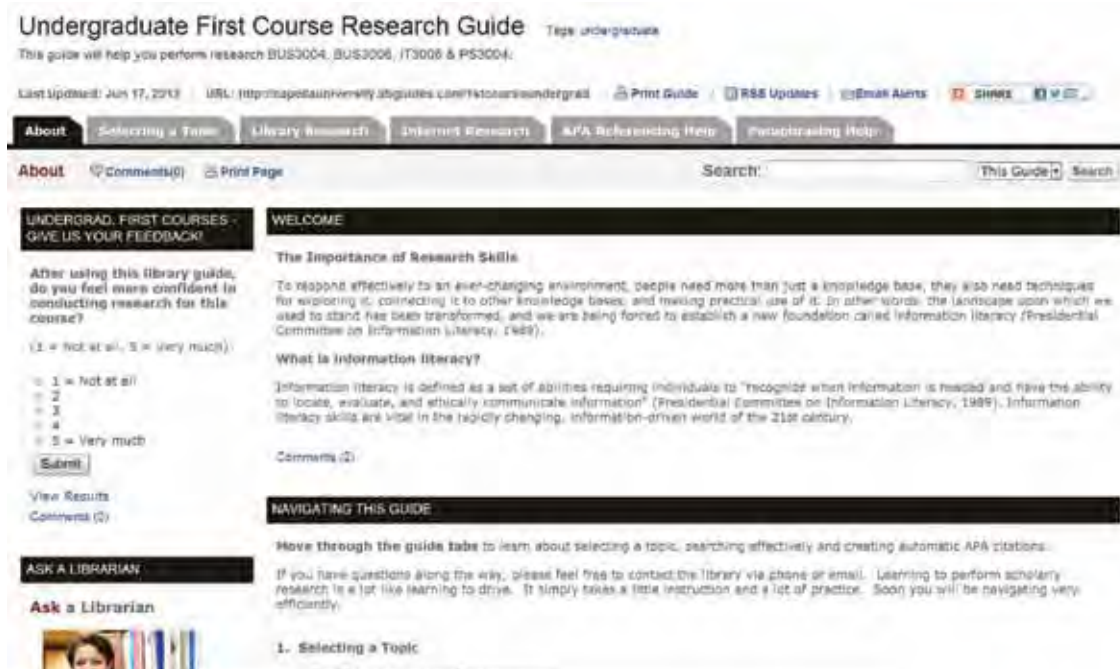 Undergraduate First Course Research Guide Tags: undergraduate
This guide will help you perform research BUS3004, BUS3006, IT3006 & PS3004.
Last Updated: Jun 17, 2013 URL: Print Guide RSS Updates Email Alerts SHARE
About Selecting a Topic Library Research Internet Research APA Referencing Help Paraphrasing Help
About Comments(0) Print Page Search: This Guide Search
UNDERGRAD. FIRST COURSES -
GIVE US YOUR FEEDBACK!
After using this library guide,
do you feel more confident in
conducting research for this
course?
(1 = Not at all, 5 = Very much)
1 = Not at all
2
3
4
5 = Very much
Submit
View Results
Comments (0)
ASK A LIBRARIAN
Ask a Librarian
WELCOME
The Importance of Research Skills
To respond effectively to an ever-changing environment, people need more than just a knowledge base, they also need techniques
for exploring it, connecting it to other knowledge bases, and making practical use of it. In other words, the landscape upon which we
used to stand has been transformed, and we are being forced to establish a new foundation called information literacy (Presidential
Committee on Information Literacy, 1989).
What is information literacy?
Information literacy is defined as a set of abilities requiring individuals to "recognize when information is needed and have the ability
to locate, evaluate, and ethically communicate information" (Presidential Committee on Information Literacy, 1989). Information
literacy skills are vital in the rapidly changing, information-driven world of the 21st century.
Comments (2)
NAVIGATING THIS GUIDE
Move through the guide tabs to learn about selecting a topic, searching effectively and creating automatic APA citations.
If you have questions along the way, please feel free to contact the library via phone or email. Learning to perform scholarly
research is a lot like learning to drive. It simply takes a little instruction and a lot of practice. Soon you will be navigating very
efficiently.
1. Selecting a Topic